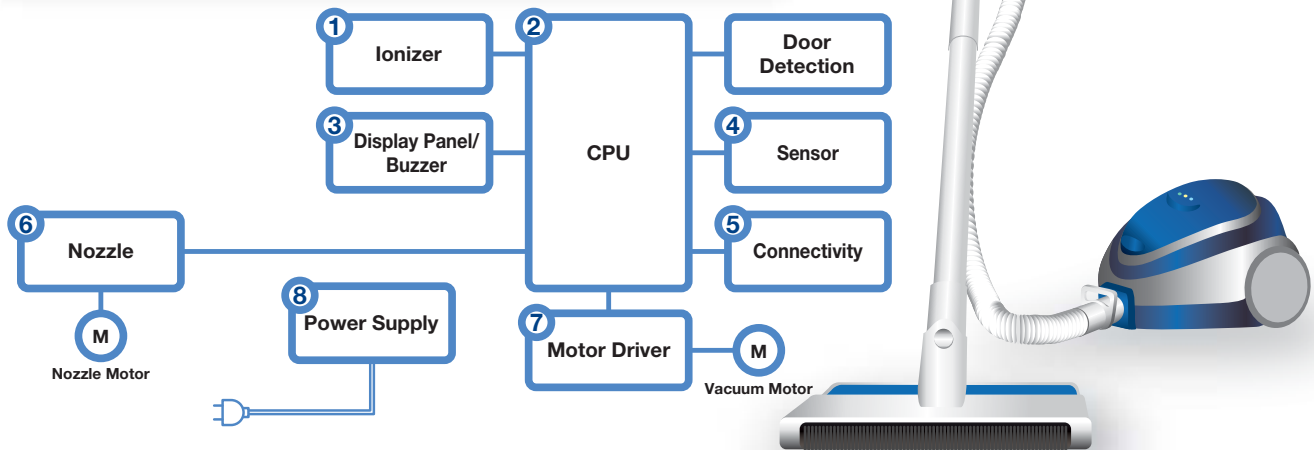 1
Ionizer
2
CPU
Door
Detection
3
Display Panel/
Buzzer
4
Sensor
5
Connectivity
6
Nozzle
M
Nozzle Motor
8
Power Supply
7
Motor Driver
M
Vacuum Motor